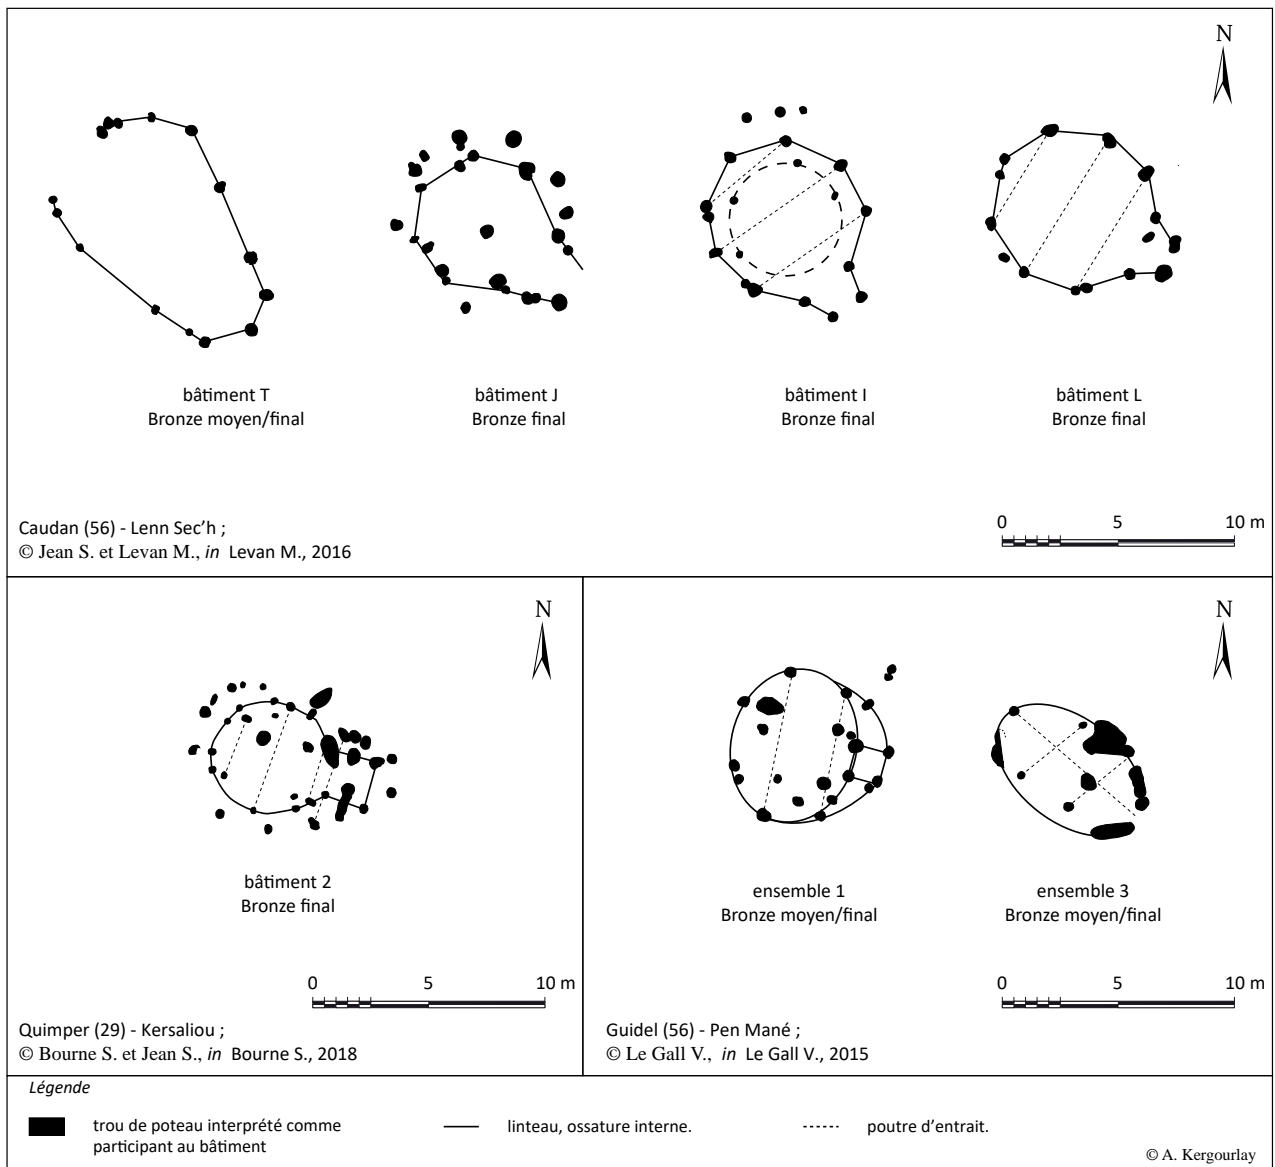 N
bâtiment T
Bronze moyen/final
bâtiment J
Bronze final
bâtiment I
Bronze final
bâtiment L
Bronze final
Caudan (56) - Lenn Sec’h ;
© Jean S. et Levan M., in Levan M., 2016
0 5 10 m
N
bâtiment 2
Bronze final
0 5 10 m
Quimper (29) - Kersaliou ;
© Bourne S. et Jean S., in Bourne S., 2018
N
ensemble 1
Bronze moyen/final
ensemble 3
Bronze moyen/final
0 5 10 m
Guidel (56) - Pen Mané ;
© Le Gall V., in Le Gall V., 2015
Légende
trou de poteau interprété comme
participant au bâtiment
linteau, ossature interne.
poutre d’entrait.
© A. Kergourlay